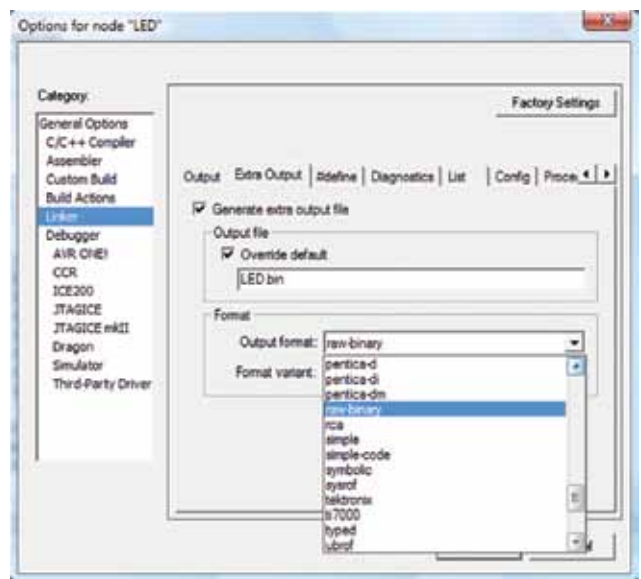 Options for node "LED"
Category:
Factory Settings
General Options
C/C++ Compiler
Assembler
Custom Build
Build Actions
Linker
Debugger
AVR ONE!
CCR
ICE200
JTAGICE
JTAGICE mkII
Dragon
Simulator
Third-Party Driver
Output Extra Output #define Diagnostics List Config
Generate extra output file
Output file
Override default
LED bin
Format
Output format: raw-binary
Format variant:
pentica-d
pentica-di
pentica-dm
raw-binary
rca
simple
simple-code
symbolic
sysrof
tektronix
ti7000
typed
ubrof